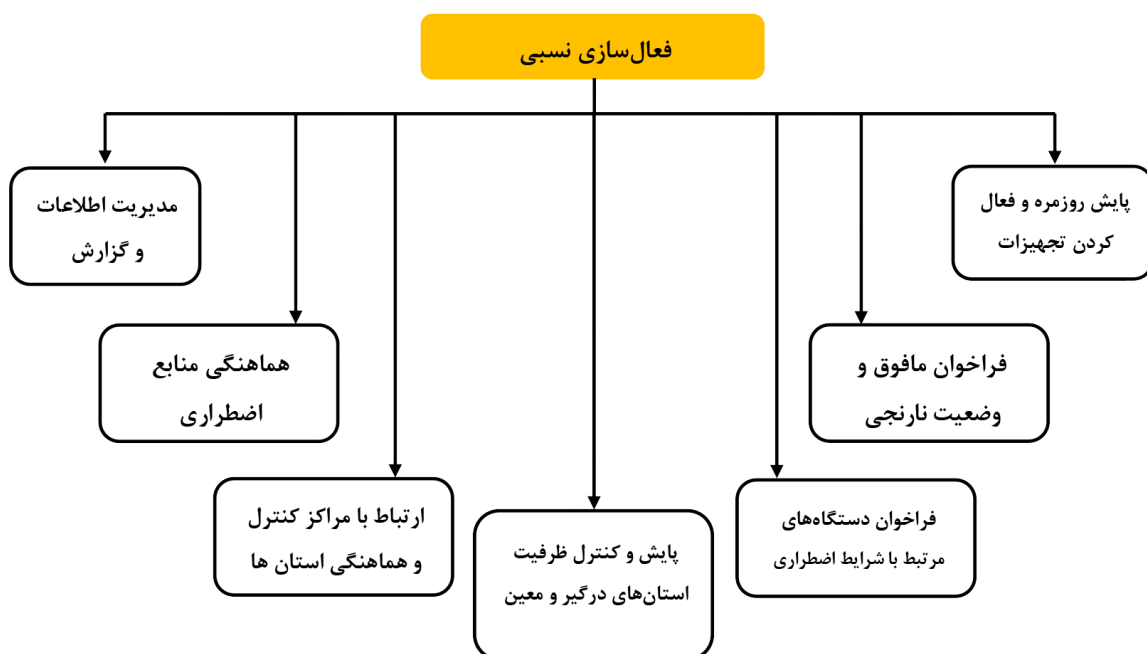 فعال‌سازی نسبی
پایش روزمره و فعال
کردن تجهیزات
فراخوان مافوق و
وضعیت نارنجی
فراخوان دستگاه‌های
مرتبط با شرایط اضطراری
پایش و کنترل ظرفیت
استان‌های درگیر و معین
ارتباط با مراکز کنترل
و هماهنگی استان ها
هماهنگی منابع
اضطراری
مدیریت اطلاعات
و گزارش